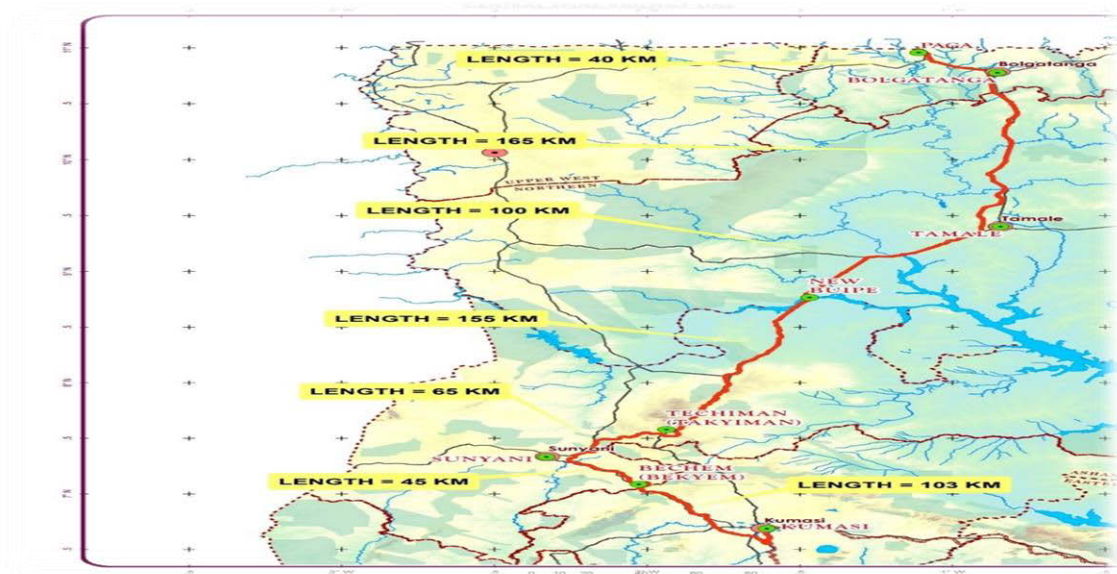 PAGA
LENGTH = 40 KM
Bolgatanga
BOLGATANGA
LENGTH = 165 KM
UPPER WEST
NORTHERN
LENGTH = 100 KM
Tamale
TAMALE
NEW
BUIPE
LENGTH = 155 KM
LENGTH = 65 KM
TECHIMAN
(TAKYIMAN)
Sunyani
SUNYANI
BECHEM
(BEKYEM)
LENGTH = 45 KM
LENGTH = 103 KM
Kumasi
KUMASI